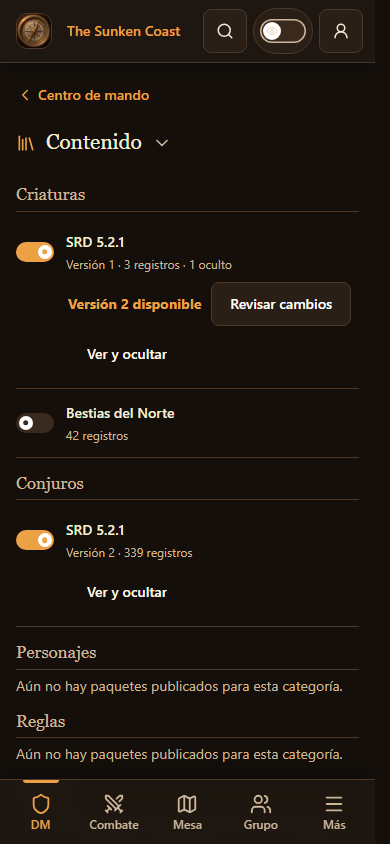 The Sunken Coast
Centro de mando
Contenido
Criaturas
SRD 5.2.1
Versión 1 · 3 registros · 1 oculto
Versión 2 disponible
Revisar cambios
Ver y ocultar
Bestias del Norte
42 registros
Conjuros
SRD 5.2.1
Versión 2 · 339 registros
Ver y ocultar
Personajes
Aún no hay paquetes publicados para esta categoría.
Reglas
Aún no hay paquetes publicados para esta categoría.
DM
Combate
Mesa
Grupo
Más